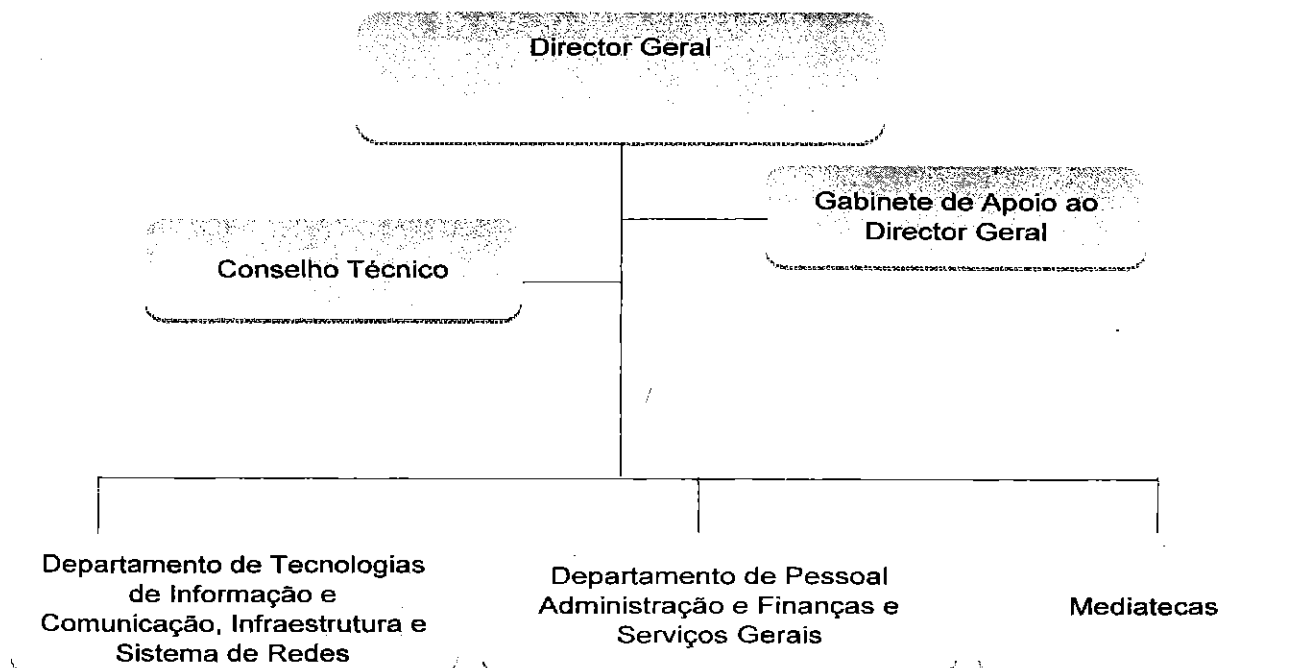 Director Geral
Gabinete de Apoio ao
Director Geral
Conselho Técnico
Departamento de Tecnologias
de Informação e
Comunicação, Infraestrutura e
Sistema de Redes
Departamento de Pessoal
Administração e Finanças e
Serviços Gerais
Mediatecas